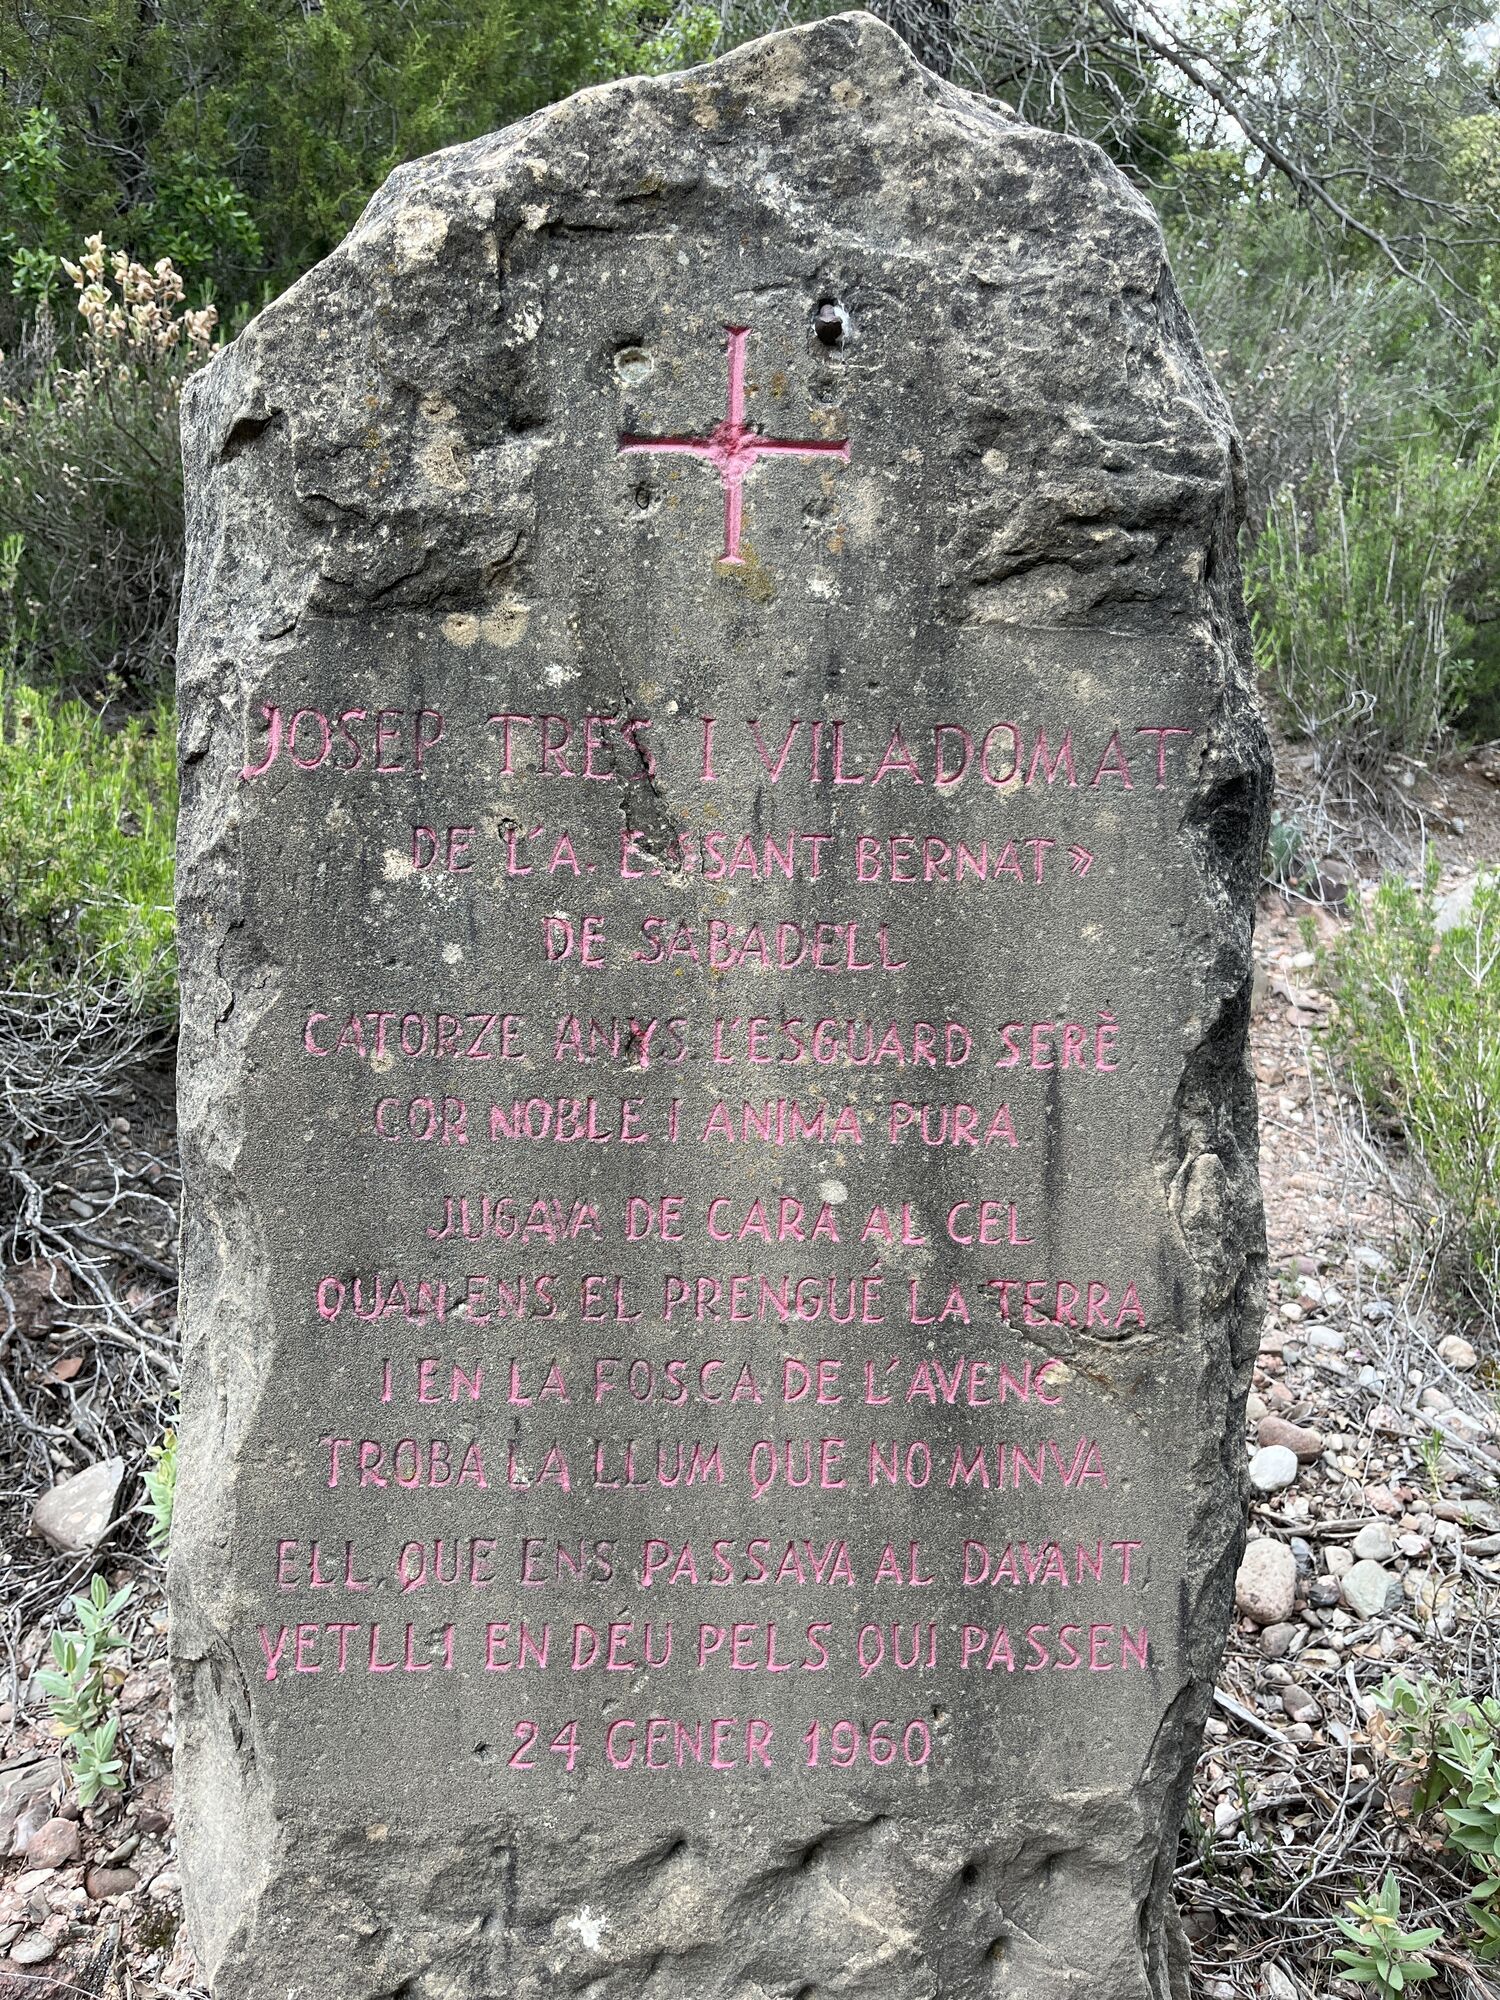 JOSEP TRES I VILADOMAT
DE L'A. E. «SANT BERNAT»
DE SABADELL
CATORZE ANYS L'ESGUARD SERÈ
COR NOBLE I ANIMA PURA
JUGAVA DE CARA AL CEL
QUAN ENS EL PRENGUÉ LA TERRA
I EN LA FOSCA DE L'AVENC
TROBA LA LLUM QUE NO MINVA
ELL QUE ENS PASSAVA AL DAVANT
VETLLI EN DEU PELS QUI PASSEN
24 GENER 1960